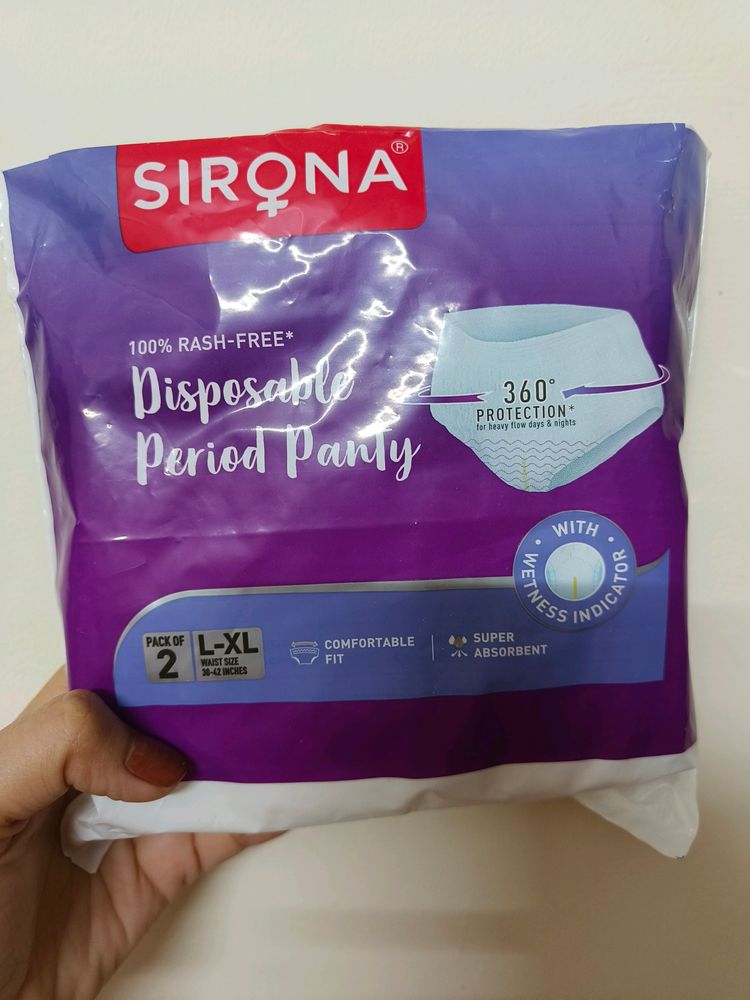 SIRONA®
100% RASH-FREE*
Disposable
Period Panty
360°
PROTECTION*
for heavy flow days & nights
WITH
WETNESS INDICATOR
PACK OF
2
L-XL
WAIST SIZE
30-42 INCHES
COMFORTABLE
FIT
SUPER
ABSORBENT